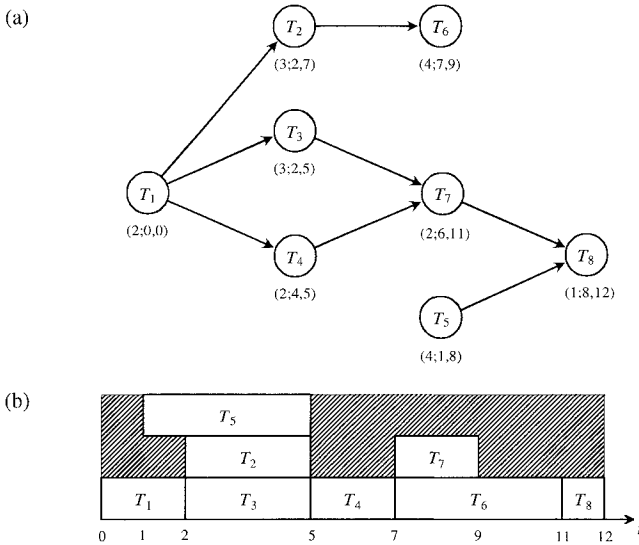 (a)
T2
(3;2,7)
T6
(4;7,9)
T3
(3;2,5)
T1
(2;0,0)
T7
(2;6,11)
T4
(2;4,5)
T8
(1;8,12)
T5
(4;1,8)
(b)
T5
T2
T7
T1
T3
T4
T6
T8
0 1 2 5 7 9 11 12